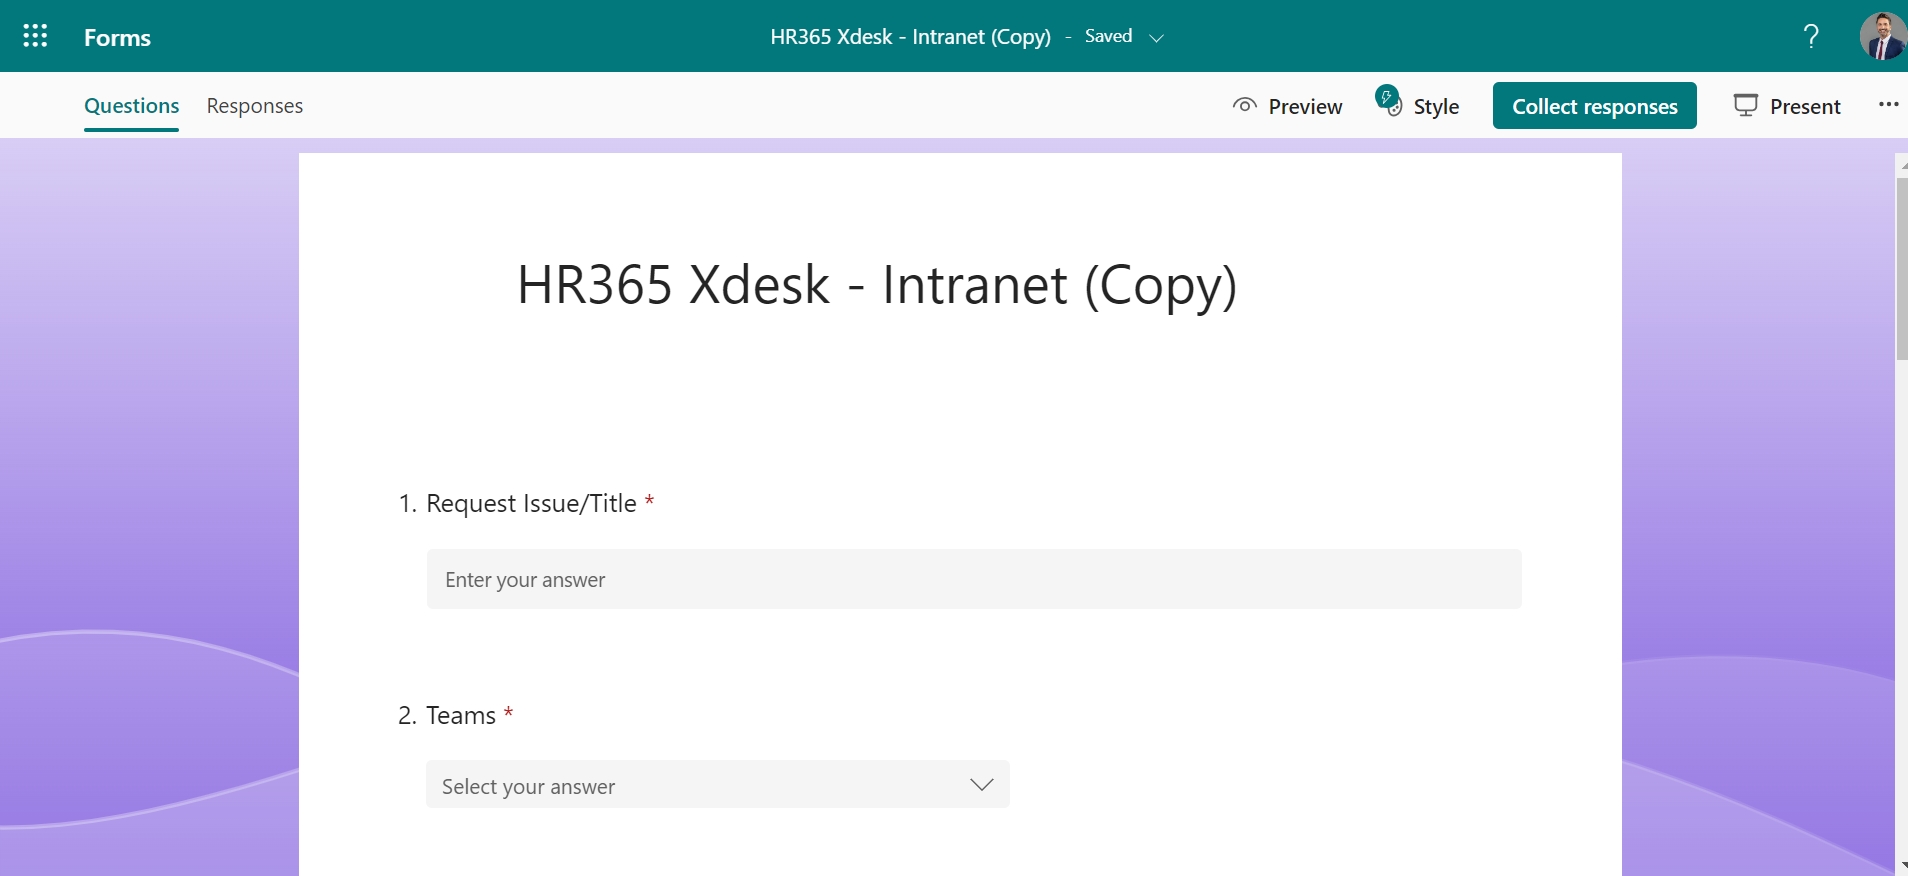 Forms
HR365 Xdesk - Intranet (Copy) - Saved
?
Questions Responses
Preview Style Collect responses Present ...
HR365 Xdesk - Intranet (Copy)
1. Request Issue/Title *
Enter your answer
2. Teams *
Select your answer